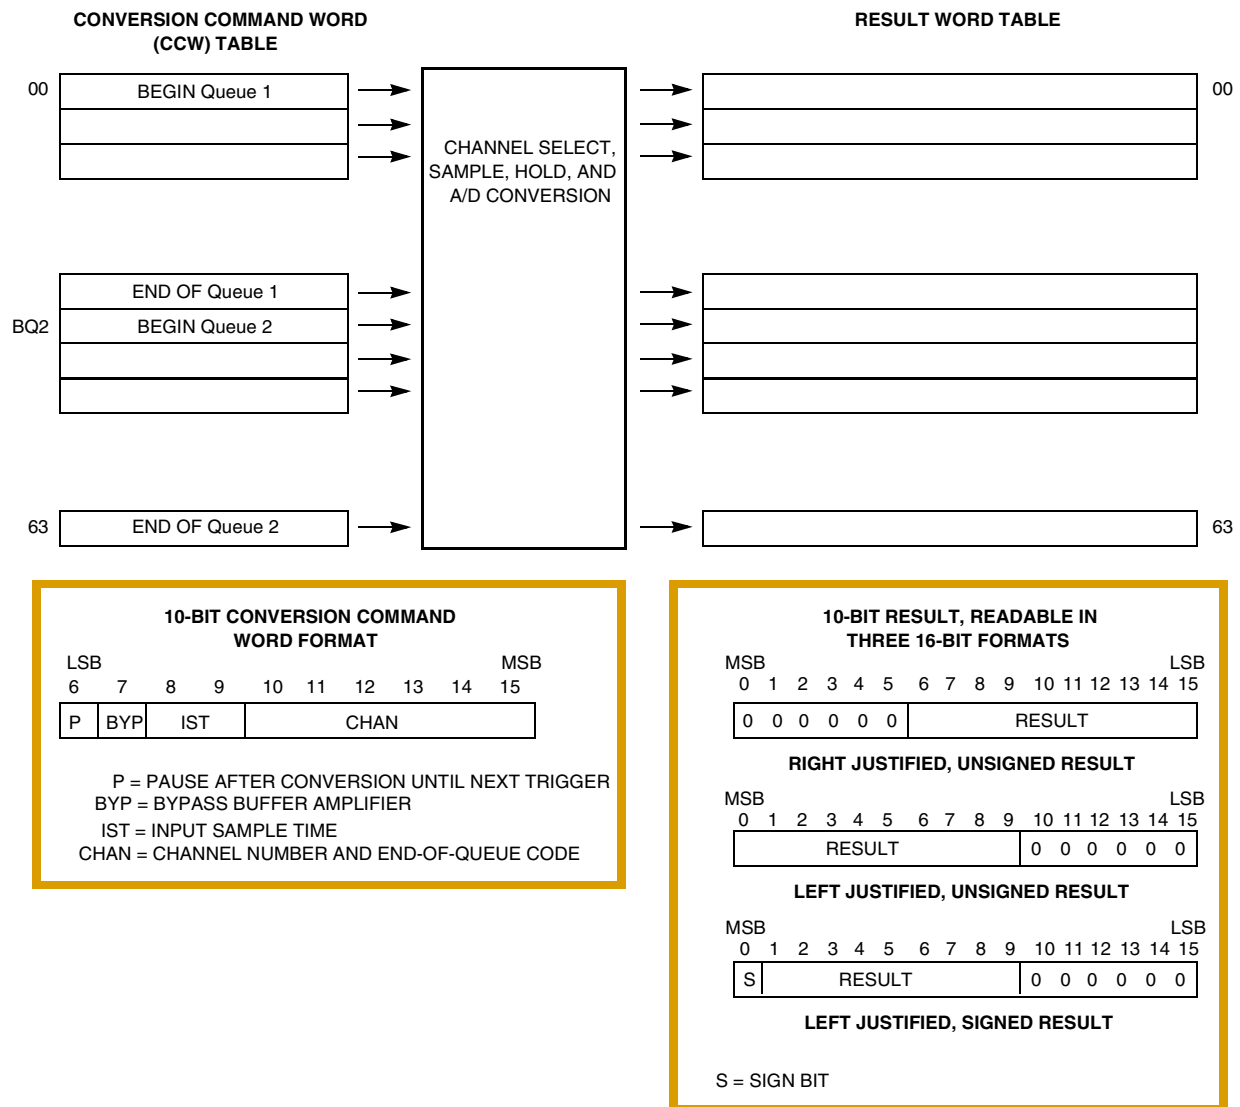 CONVERSION COMMAND WORD
(CCW) TABLE
RESULT WORD TABLE
00 BEGIN Queue 1 00
CHANNEL SELECT,
SAMPLE, HOLD, AND
A/D CONVERSION
END OF Queue 1
BQ2 BEGIN Queue 2
63 END OF Queue 2 63
10-BIT CONVERSION COMMAND
WORD FORMAT
LSB MSB
6 7 8 9 10 11 12 13 14 15
P BYP IST CHAN
P = PAUSE AFTER CONVERSION UNTIL NEXT TRIGGER
BYP = BYPASS BUFFER AMPLIFIER
IST = INPUT SAMPLE TIME
CHAN = CHANNEL NUMBER AND END-OF-QUEUE CODE
10-BIT RESULT, READABLE IN
THREE 16-BIT FORMATS
MSB LSB
0 1 2 3 4 5 6 7 8 9 10 11 12 13 14 15
0 0 0 0 0 0 RESULT
RIGHT JUSTIFIED, UNSIGNED RESULT
MSB LSB
0 1 2 3 4 5 6 7 8 9 10 11 12 13 14 15
RESULT 0 0 0 0 0 0
LEFT JUSTIFIED, UNSIGNED RESULT
MSB LSB
0 1 2 3 4 5 6 7 8 9 10 11 12 13 14 15
S RESULT 0 0 0 0 0 0
LEFT JUSTIFIED, SIGNED RESULT
S = SIGN BIT